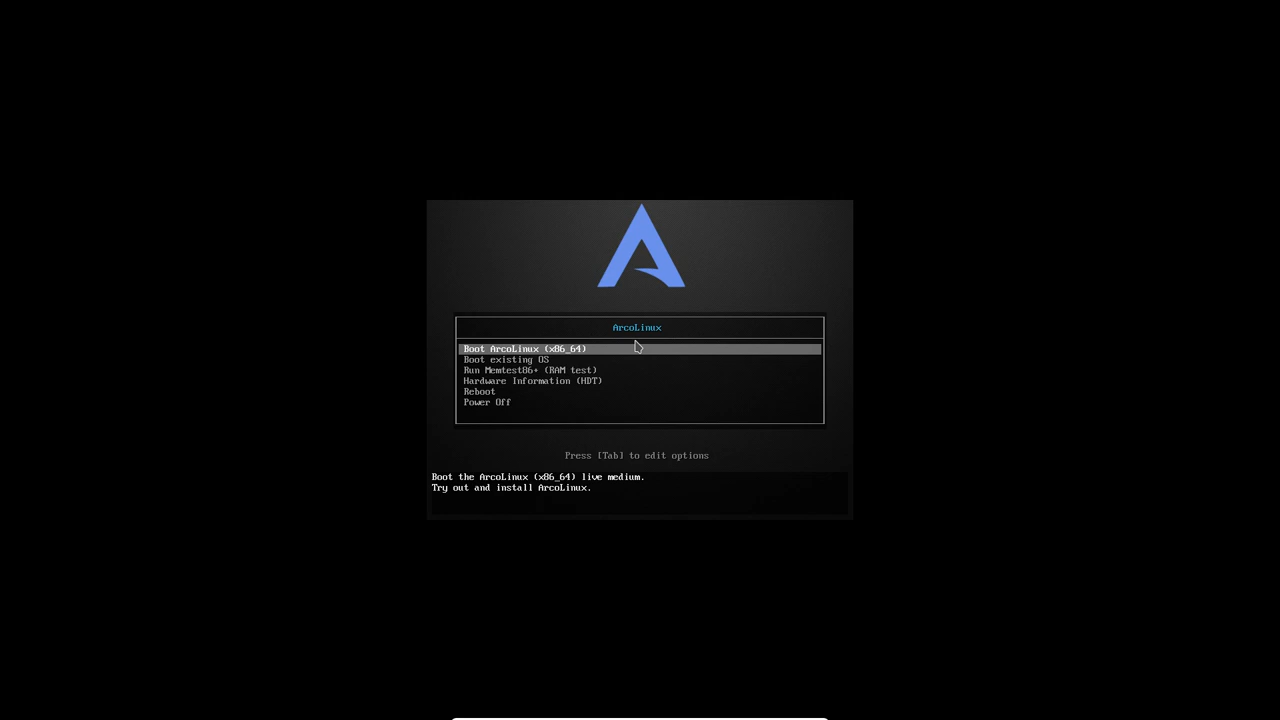 ArcoLinux
Boot ArcoLinux (x86_64)
Boot existing OS
Run Memtest86+ (RAM test)
Hardware Information (HDT)
Reboot
Power Off
Press [Tab] to edit options
Boot the ArcoLinux (x86_64) live medium.
Try out and install ArcoLinux.